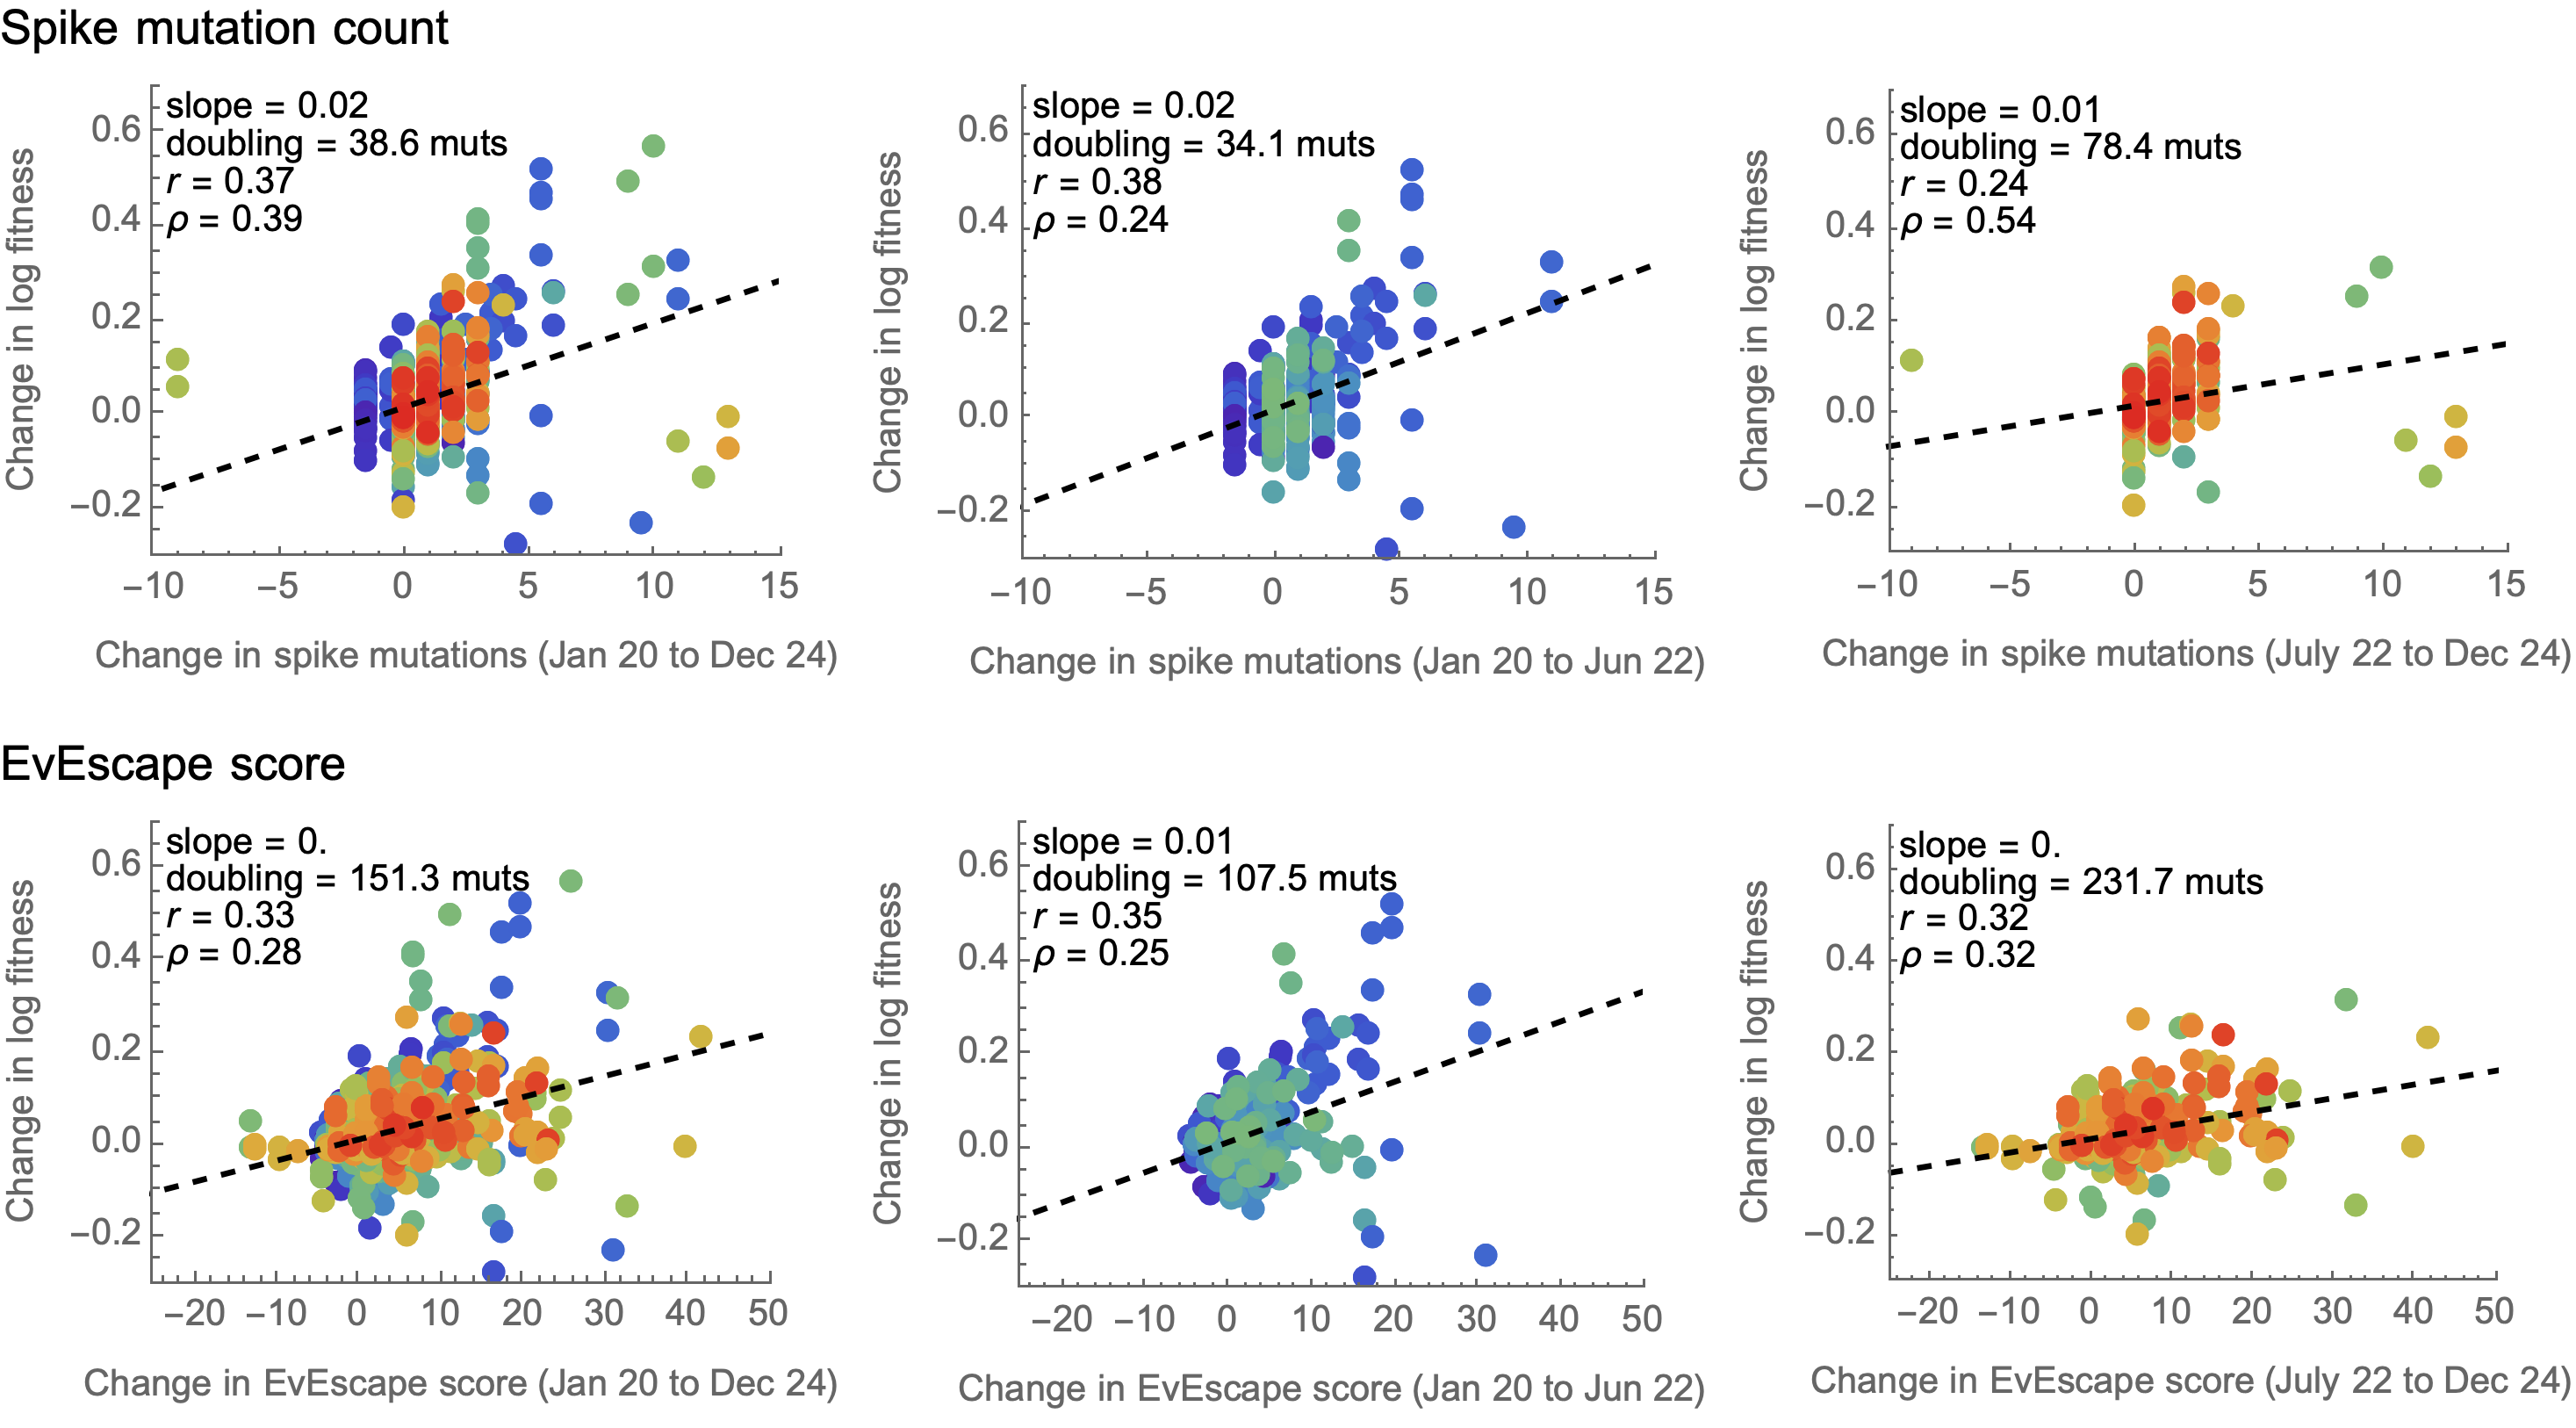 Spike mutation count
slope = 0.02
doubling = 38.6 muts
r = 0.37
ρ = 0.39
Change in log fitness
0.6
0.4
0.2
0.0
−0.2
−10 −5 0 5 10 15
Change in spike mutations (Jan 20 to Dec 24)
slope = 0.02
doubling = 34.1 muts
r = 0.38
ρ = 0.24
Change in log fitness
0.6
0.4
0.2
0.0
−0.2
−10 −5 0 5 10 15
Change in spike mutations (Jan 20 to Jun 22)
slope = 0.01
doubling = 78.4 muts
r = 0.24
ρ = 0.54
Change in log fitness
0.6
0.4
0.2
0.0
−0.2
−10 −5 0 5 10 15
Change in spike mutations (July 22 to Dec 24)
EvEscape score
slope = 0.
doubling = 151.3 muts
r = 0.33
ρ = 0.28
Change in log fitness
0.6
0.4
0.2
0.0
−0.2
−20 −10 0 10 20 30 40 50
Change in EvEscape score (Jan 20 to Dec 24)
slope = 0.01
doubling = 107.5 muts
r = 0.35
ρ = 0.25
Change in log fitness
0.6
0.4
0.2
0.0
−0.2
−20 −10 0 10 20 30 40 50
Change in EvEscape score (Jan 20 to Jun 22)
slope = 0.
doubling = 231.7 muts
r = 0.32
ρ = 0.32
Change in log fitness
0.6
0.4
0.2
0.0
−0.2
−20 −10 0 10 20 30 40 50
Change in EvEscape score (July 22 to Dec 24)